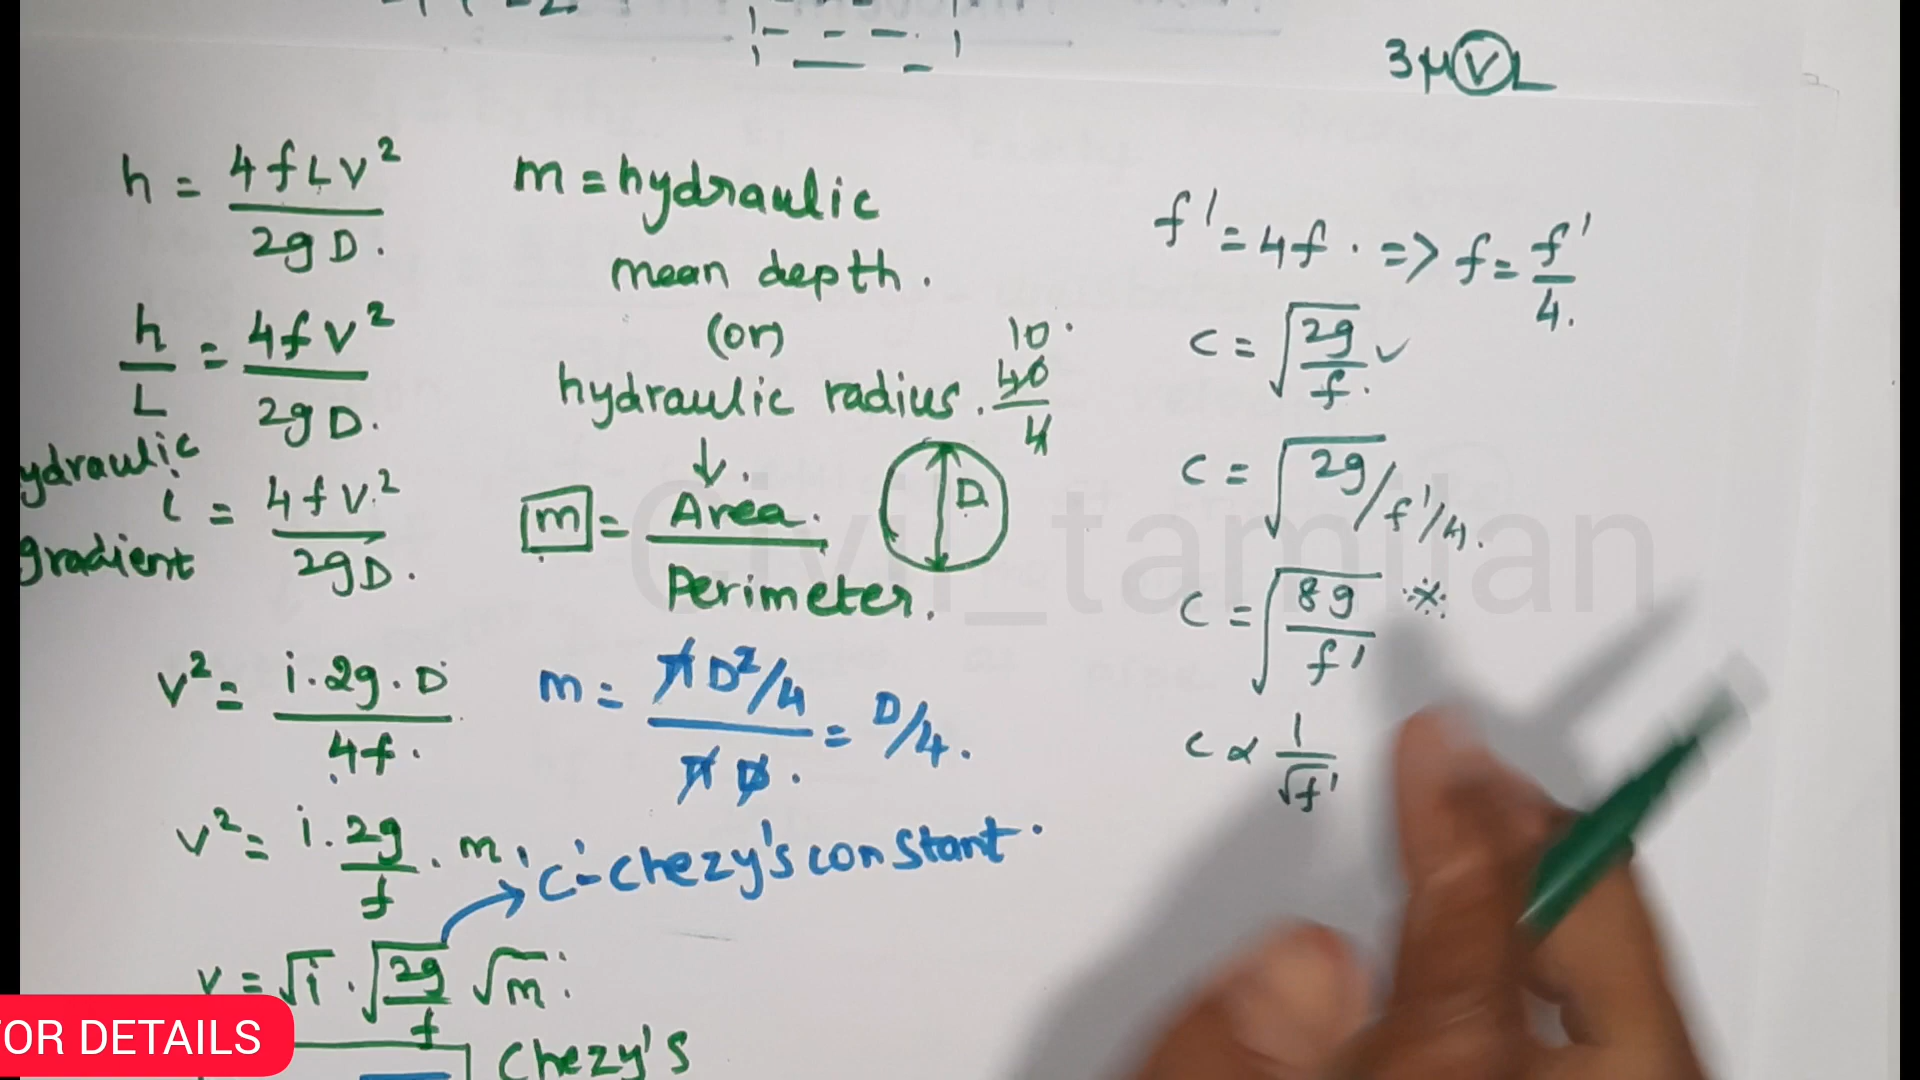 3μVL
h = 4fLV² / 2gD.
h/L = 4fV² / 2gD.
ydraulic
gradient
i = 4fV² / 2gD.
V² = i.2g.D / 4f.
V² = i.2g/f . m
V = √i . √2g/f √m
m = hydraulic
mean depth.
(or)
hydraulic radius.
10
40
4
m = Area. / Perimeter.
D
m = πD²/4 / πD. = D/4.
'C'-Chezy's constant.
Chezy's
f' = 4f. => f = f'/4.
C = √2g/f.
C = √2g/f'/4.
C = √8g/f'
C ∝ 1/√f'
Civil_tamilan
OR DETAILS